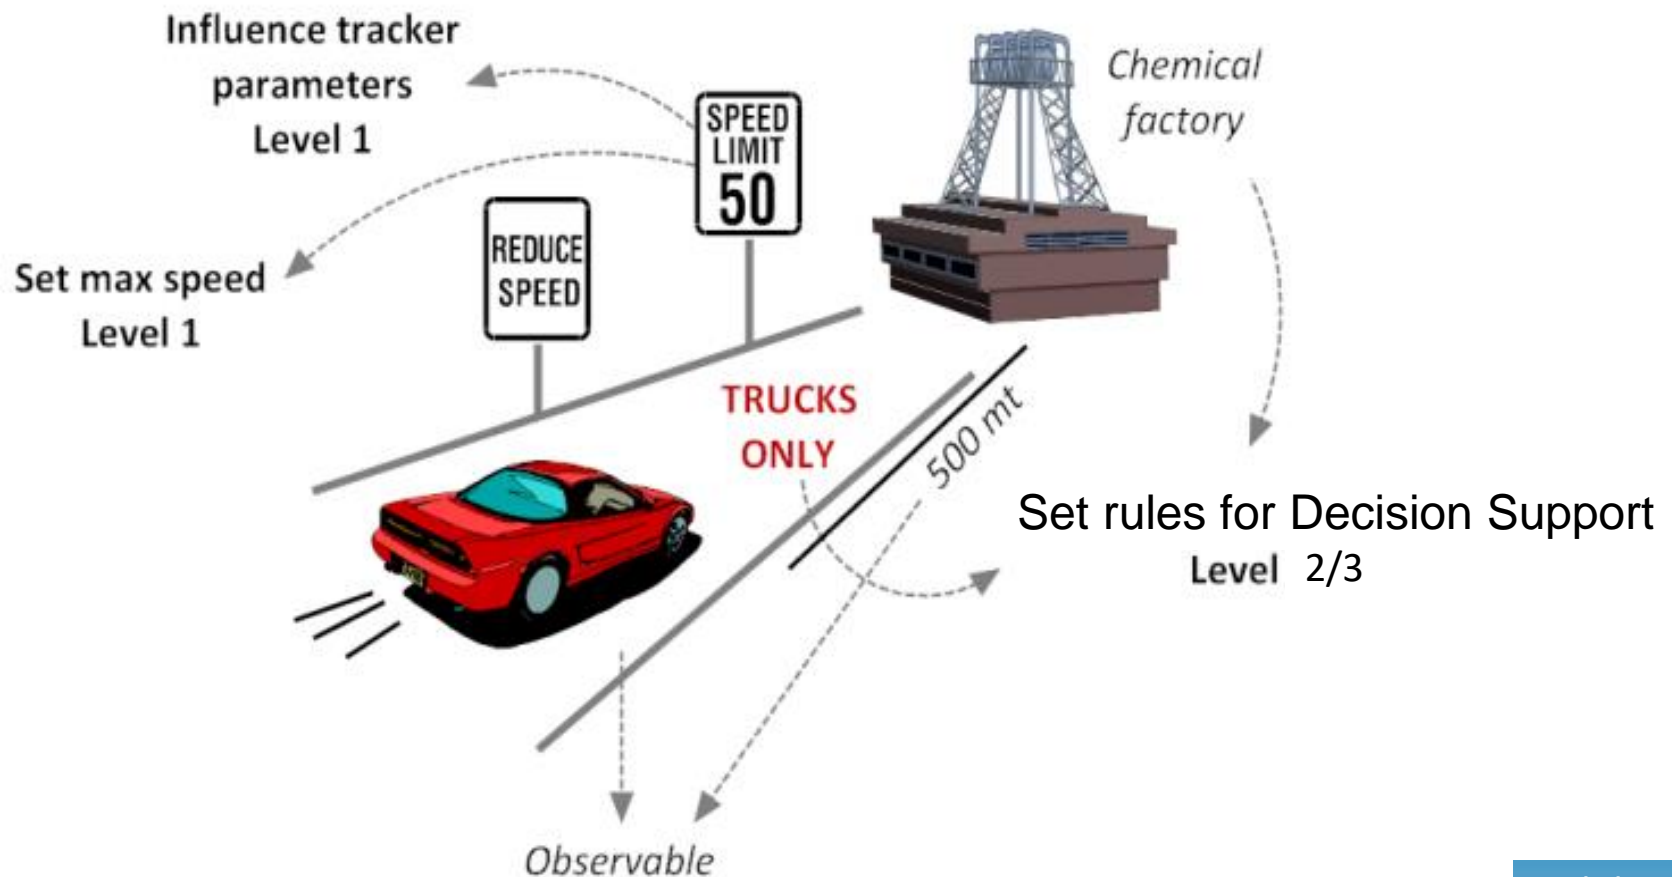 Influence tracker
parameters
Level 1
Chemical
factory
SPEED
LIMIT
50
REDUCE
SPEED
Set max speed
Level 1
TRUCKS
ONLY
500 mt
Set rules for Decision Support
Level 2/3
Observable